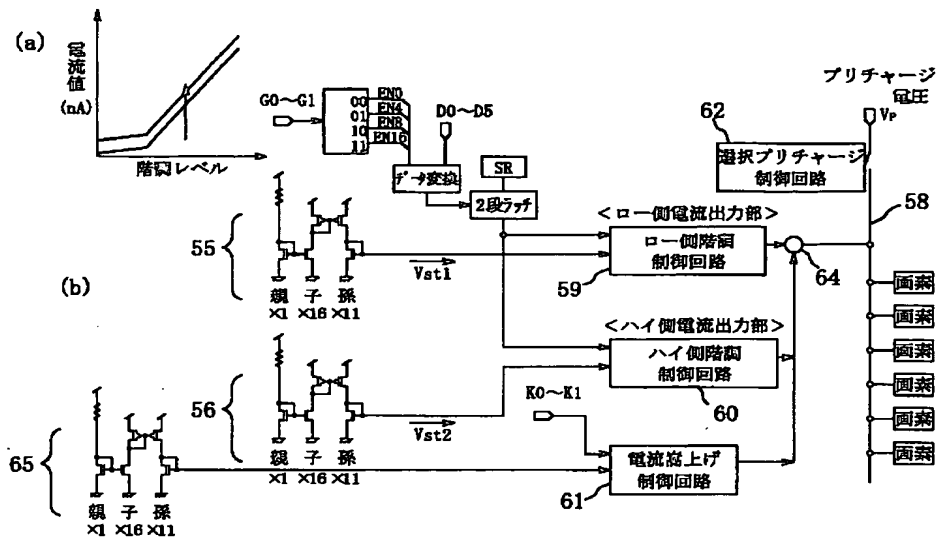 (a)
電流値
(nA)
階調レベル
G0〜G1
00
01
10
11
EN0
EN4
EN8
EN16
D0〜D5
データ変換
SR
2段ラッチ
プリチャージ
電圧
VP
62
選択プリチャージ
制御回路
58
<ロー側電流出力部>
ロー側階調
制御回路
59
64
(b)
55
親
×1
子
×16
孫
×11
Vst1
<ハイ側電流出力部>
ハイ側階調
制御回路
60
56
親
×1
子
×16
孫
×11
Vst2
K0〜K1
電流嵩上げ
制御回路
61
65
親
×1
子
×16
孫
×11
画素
画素
画素
画素
画素
画素